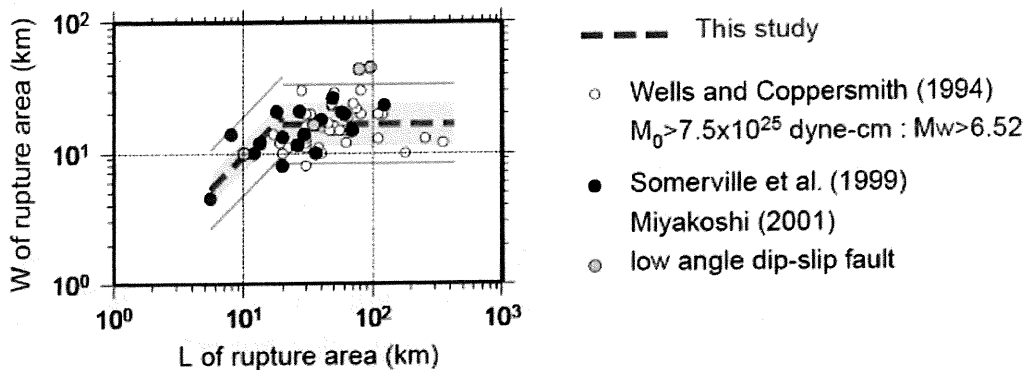 10²
W of rupture area (km)
10¹
10⁰
10⁰ 10¹ 10² 10³
L of rupture area (km)
This study
Wells and Coppersmith (1994)
M₀>7.5x10²⁵ dyne-cm : Mw>6.52
Somerville et al. (1999)
Miyakoshi (2001)
low angle dip-slip fault